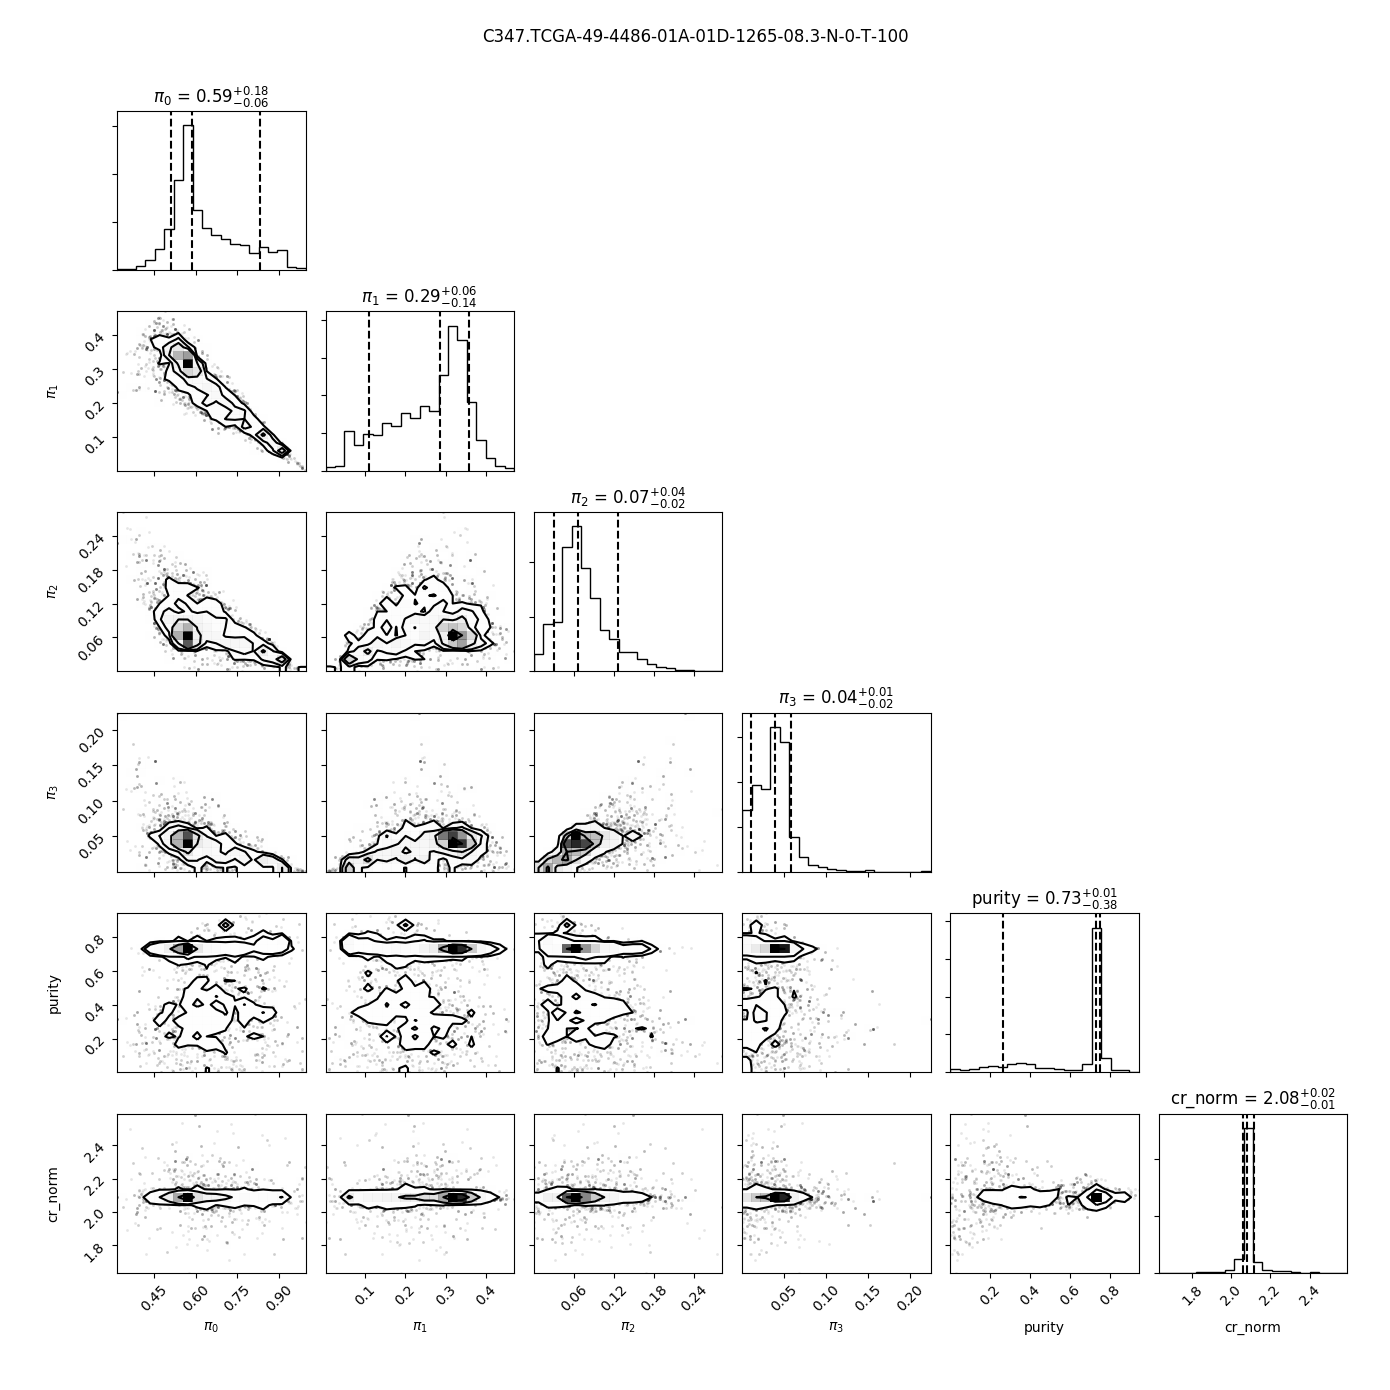 C347.TCGA-49-4486-01A-01D-1265-08.3-N-0-T-100
π₀ = 0.59+0.18 −0.06
π₁ = 0.29+0.06 −0.14
0.4
0.3
0.2
0.1
π₁
π₂ = 0.07+0.04 −0.02
0.24
0.18
0.12
0.06
π₂
π₃ = 0.04+0.01 −0.02
0.20
0.15
0.10
0.05
π₃
purity = 0.73+0.01 −0.38
0.8
0.6
0.4
0.2
purity
cr_norm = 2.08+0.02 −0.01
2.4
2.2
2.0
1.8
cr_norm
0.45 0.60 0.75 0.90 0.1 0.2 0.3 0.4 0.06 0.12 0.18 0.24 0.05 0.10 0.15 0.20 0.2 0.4 0.6 0.8 1.8 2.0 2.2 2.4
π₀ π₁ π₂ π₃ purity cr_norm